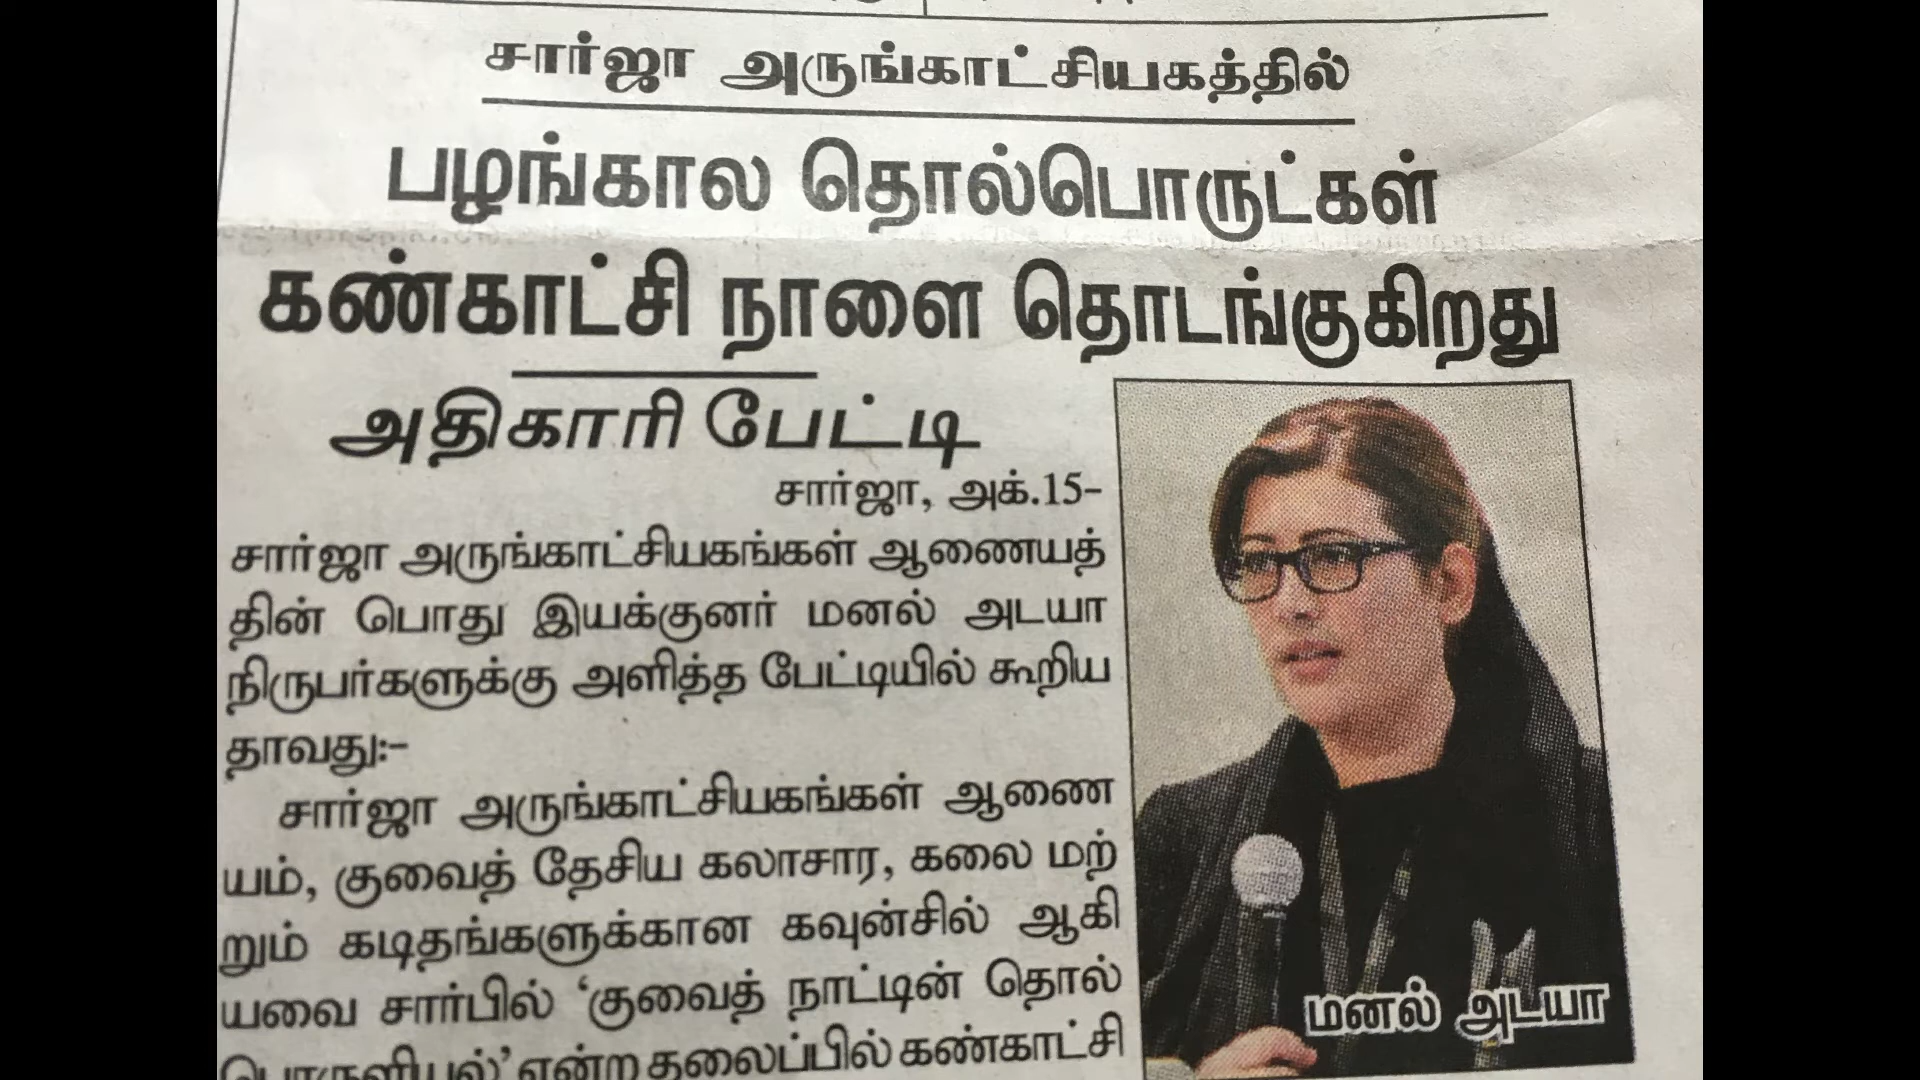 சார்ஜா அருங்காட்சியகத்தில்
பழங்கால தொல்பொருட்கள்
கண்காட்சி நாளை தொடங்குகிறது
அதிகாரி பேட்டி
சார்ஜா, அக்.15-
சார்ஜா அருங்காட்சியகங்கள் ஆணையத்
தின் பொது இயக்குனர் மனல் அடயா
நிருபர்களுக்கு அளித்த பேட்டியில் கூறிய
தாவது:-
சார்ஜா அருங்காட்சியகங்கள் ஆணை
யம், குவைத் தேசிய கலாசார, கலை மற்
றும் கடிதங்களுக்கான கவுன்சில் ஆகி
யவை சார்பில் ‘குவைத் நாட்டின் தொல்
பொருளியல்’ என்ற தலைப்பில் கண்காட்சி
மனல் அடயா